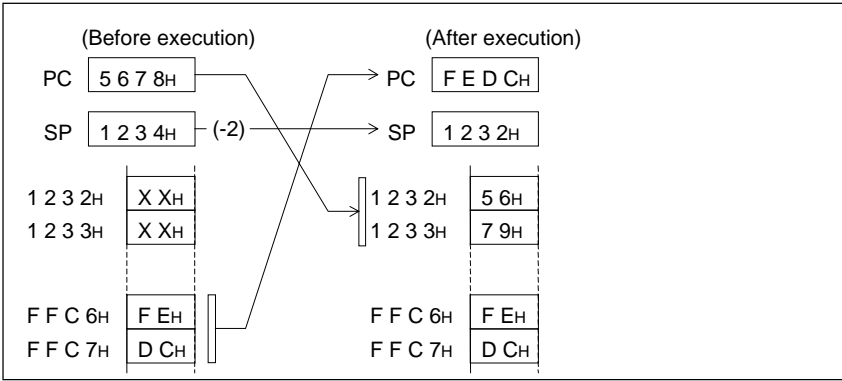 (Before execution) (After execution)
PC 5 6 7 8H PC F E D CH
SP 1 2 3 4H (-2) SP 1 2 3 2H
1 2 3 2H X XH 1 2 3 2H 5 6H
1 2 3 3H X XH 1 2 3 3H 7 9H
F F C 6H F EH F F C 6H F EH
F F C 7H D CH F F C 7H D CH